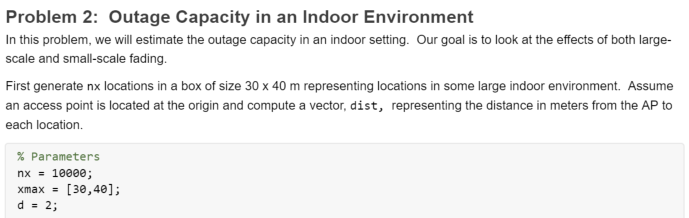 Problem 2:  Outage Capacity in an Indoor Environment
In this problem, we will estimate the outage capacity in an indoor setting.  Our goal is to look at the effects of both large-
scale and small-scale fading.
First generate nx locations in a box of size 30 x 40 m representing locations in some large indoor environment.  Assume
an access point is located at the origin and compute a vector, dist, representing the distance in meters from the AP to
each location.
% Parameters
nx = 10000;
xmax = [30,40];
d = 2;